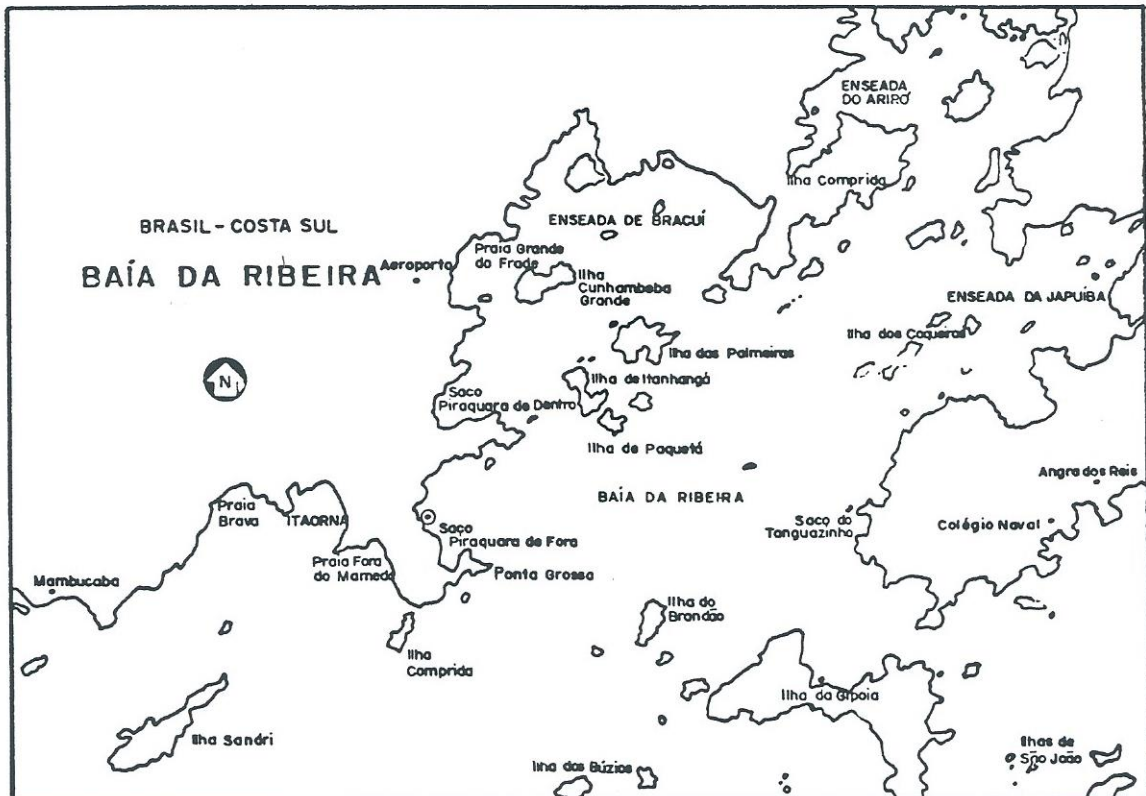 ENSEADA
DO ARIRÓ
Ilha Comprida
BRASIL - COSTA SUL
BAÍA DA RIBEIRA
ENSEADA DE BRACUÍ
Praia Grande
do Frade
Aeroporto
Ilha
Cunhambeba
Grande
ENSEADA DA JAPUÍBA
Ilha dos Coqueiros
Ilha das Palmeiras
N
Ilha de Itanhangá
Saco
Piraquara de Dentro
Ilha de Paquetá
Angra dos Reis
BAÍA DA RIBEIRA
Praia
Brava
ITAORNA
Saço
Piraquara de Fora
Saco do
Tanguazinho
Colégio Naval
Praia Fora
do Mamedo
Ponta Grossa
Mambucaba
Ilha do
Brandão
Ilha
Comprida
Ilha da Gipoia
Ilha Sandri
Ilhas de
São João
Ilha dos Búzios